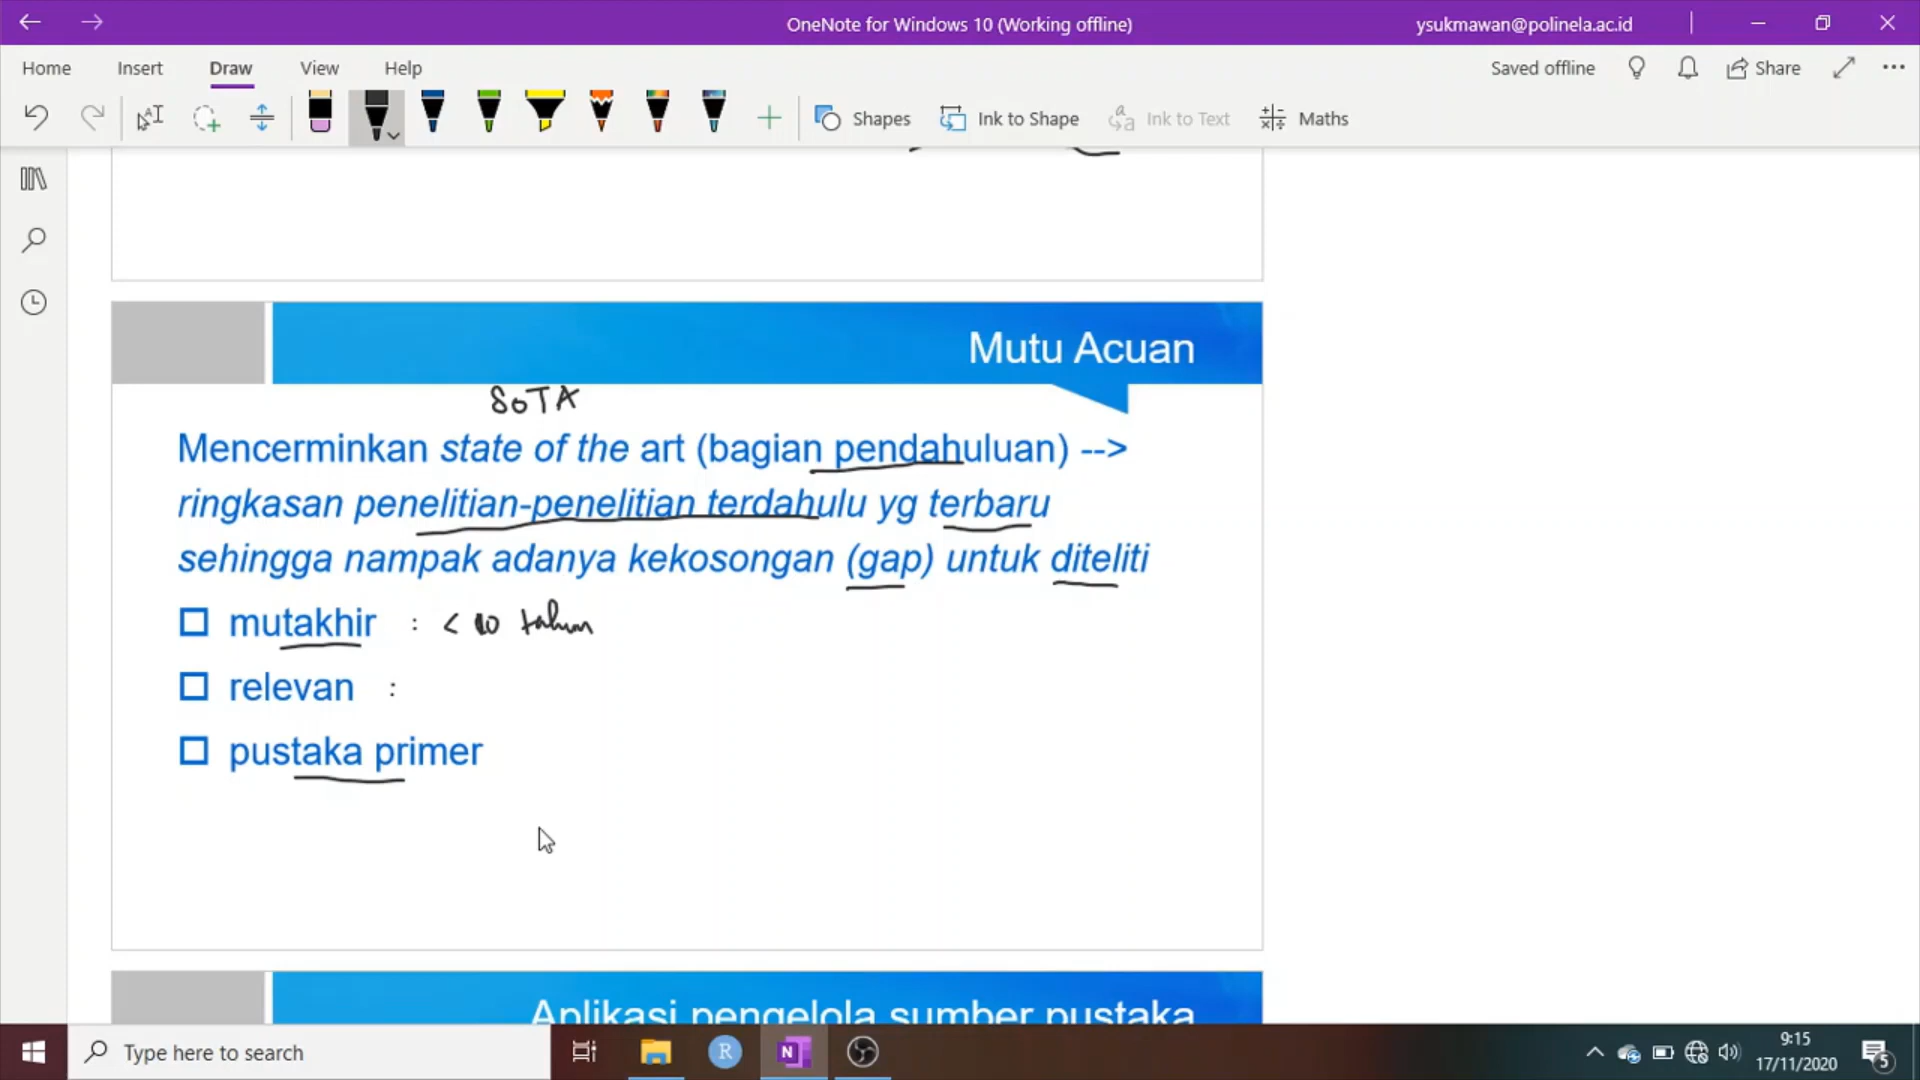 OneNote for Windows 10 (Working offline)
ysukmawan@polinela.ac.id
Home Insert Draw View Help
Saved offline
Share
Shapes
Ink to Shape
Ink to Text
Maths
Mutu Acuan
SOTA
Mencerminkan state of the art (bagian pendahuluan) -->
ringkasan penelitian-penelitian terdahulu yg terbaru
sehingga nampak adanya kekosongan (gap) untuk diteliti
mutakhir : < 10 tahun
relevan :
pustaka primer
Aplikasi pengelola sumber pustaka
Type here to search
R
N
9:15
17/11/2020
5